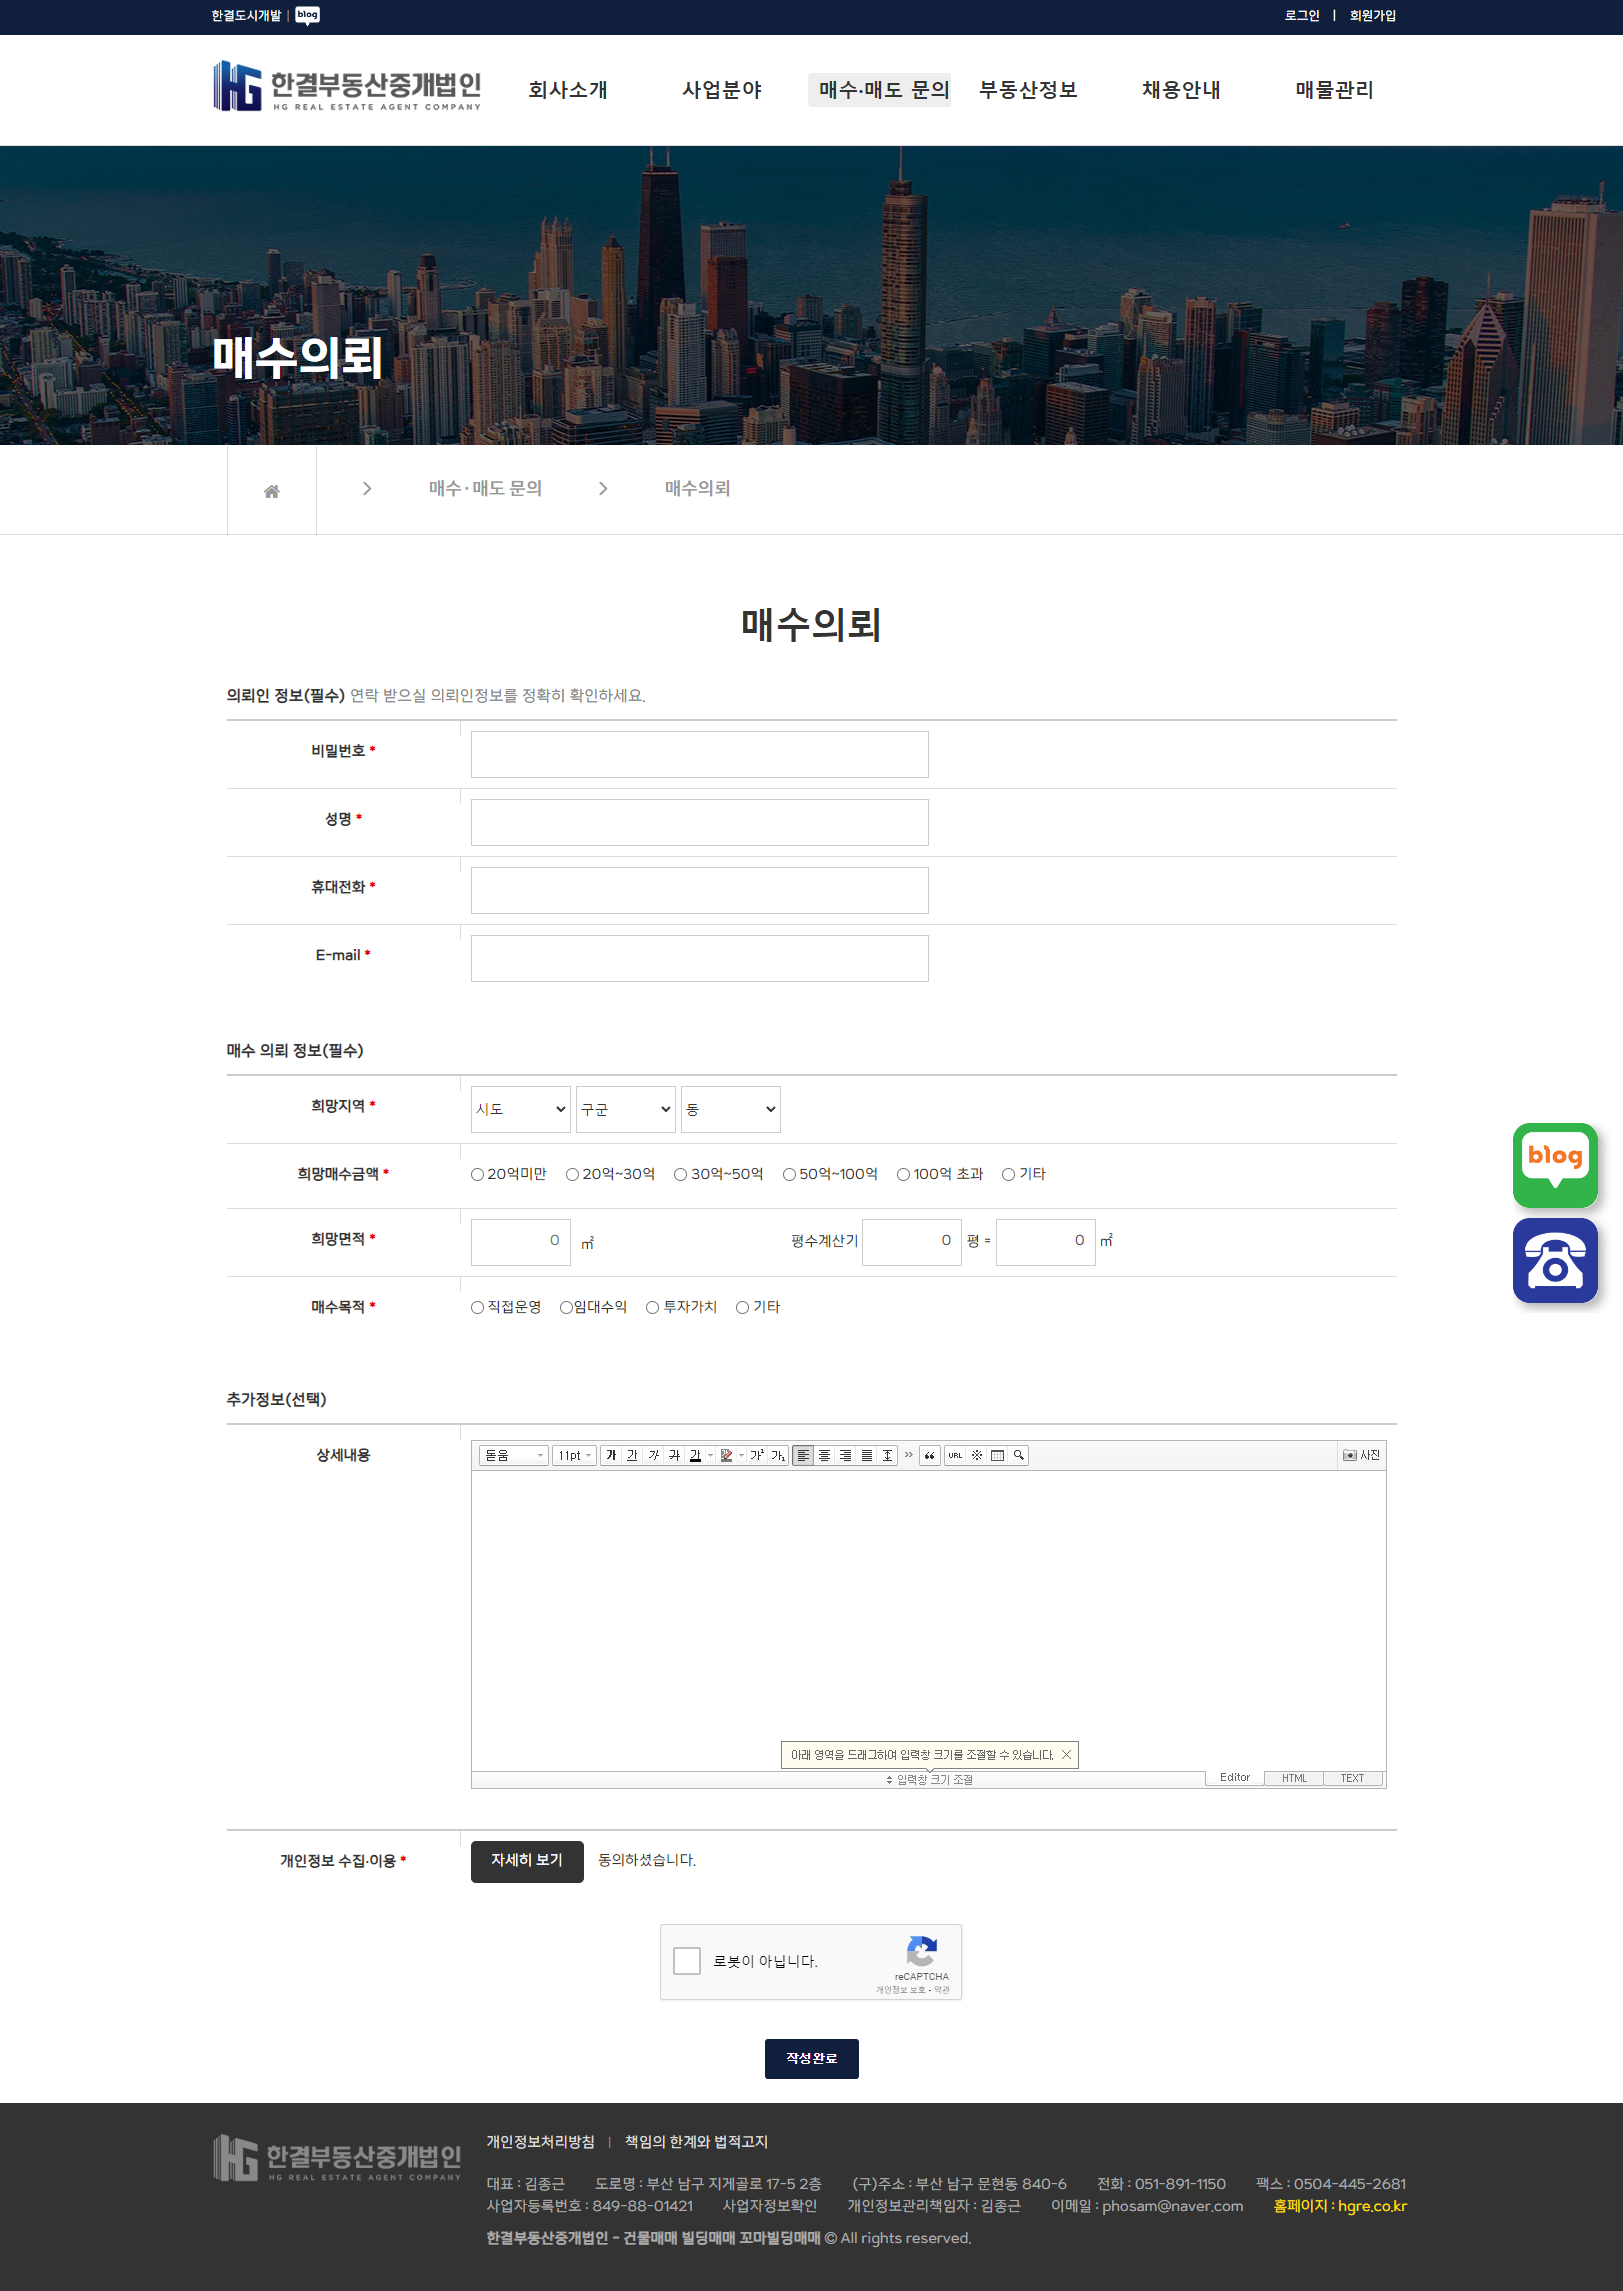 한결도시개발 | blog
로그인 | 회원가입
HG 한결부동산중개법인
HG REAL ESTATE AGENT COMPANY
회사소개 사업분야 매수·매도 문의 부동산정보 채용안내 매물관리
매수의뢰
매수·매도 문의 매수의뢰
매수의뢰
의뢰인 정보(필수) 연락 받으실 의뢰인정보를 정확히 확인하세요.
비밀번호 *
성명 *
휴대전화 *
E-mail *
매수 의뢰 정보(필수)
희망지역 * 시도 구군 동
희망매수금액 * 20억미만 20억~30억 30억~50억 50억~100억 100억 초과 기타
희망면적 * 0 ㎡ 평수계산기 0 평 = 0 ㎡
매수목적 * 직접운영 임대수익 투자가치 기타
blog
추가정보(선택)
상세내용
돋움 11pt 가 가 가 가 가 가¹ 가₁ » “ URL ※ 사진
아래 영역을 드래그하여 입력창 크기를 조절할 수 있습니다.
입력창 크기 조절 Editor HTML TEXT
개인정보 수집·이용 * 자세히 보기 동의하셨습니다.
로봇이 아닙니다.
reCAPTCHA
개인정보 보호 - 약관
작성완료
HG 한결부동산중개법인
HG REAL ESTATE AGENT COMPANY
개인정보처리방침 | 책임의 한계와 법적고지
대표 : 김종근 도로명 : 부산 남구 지게골로 17-5 2층 (구)주소 : 부산 남구 문현동 840-6 전화 : 051-891-1150 팩스 : 0504-445-2681
사업자등록번호 : 849-88-01421 사업자정보확인 개인정보관리책임자 : 김종근 이메일 : phosam@naver.com 홈페이지 : hgre.co.kr
한결부동산중개법인 - 건물매매 빌딩매매 꼬마빌딩매매 © All rights reserved.